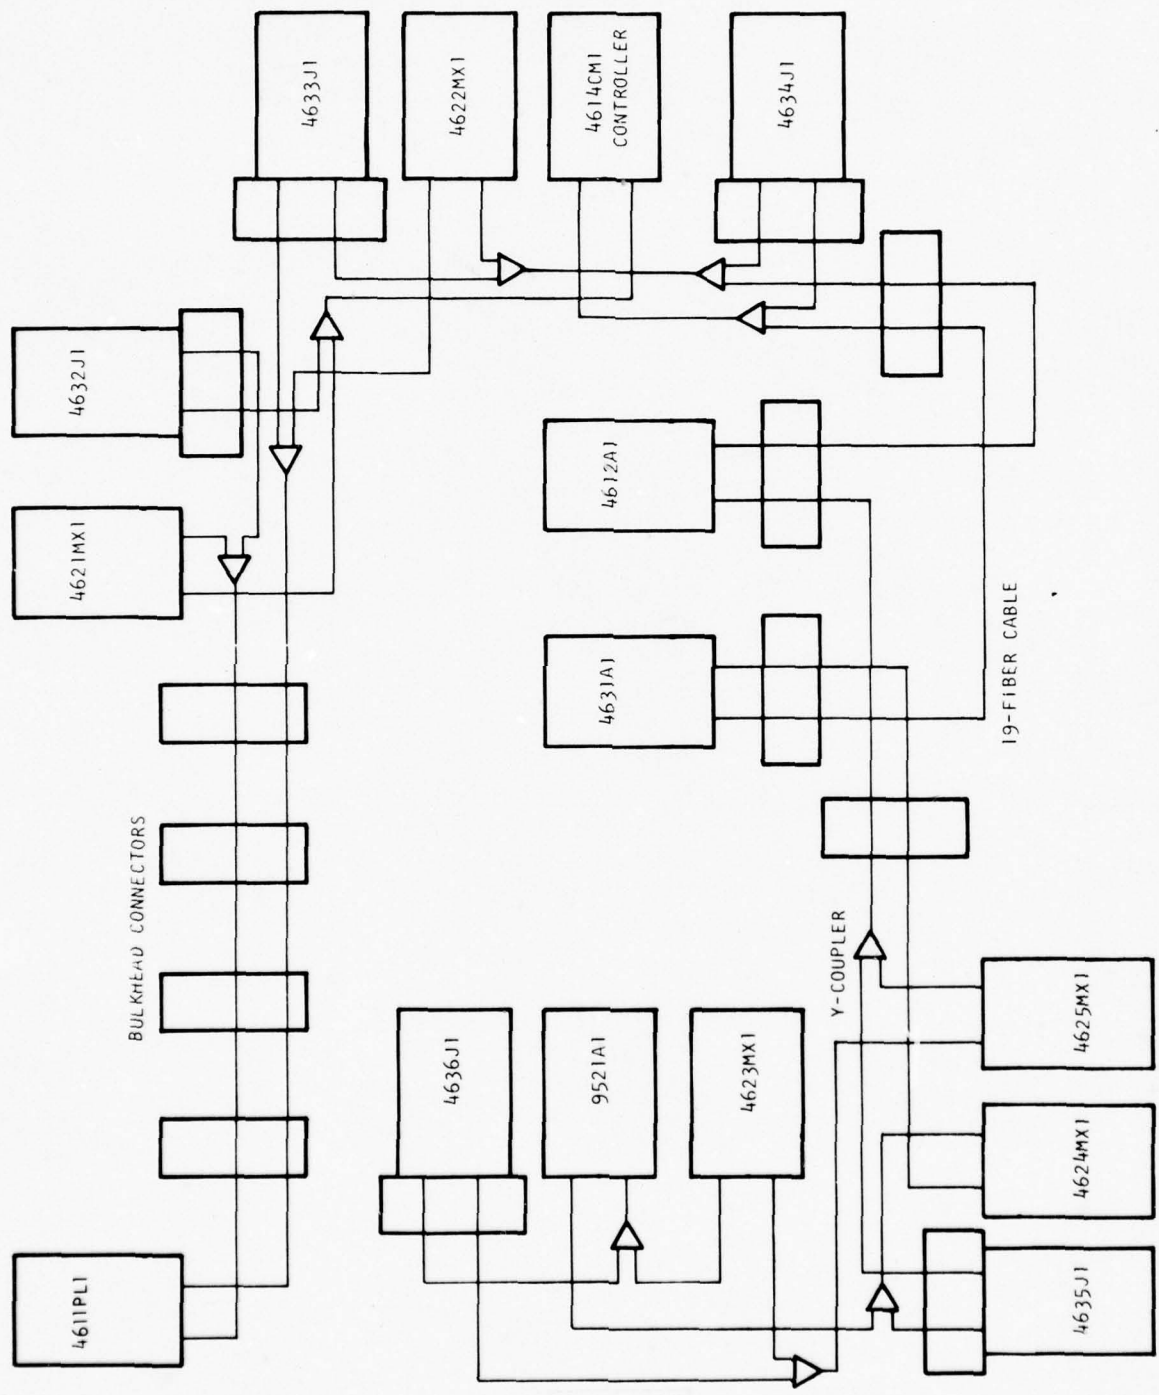 4611PL1
4621MX1
4632J1
4633J1
4622MX1
4614CM1
CONTROLLER
4634J1
BULKHEAD CONNECTORS
4636J1
9521A1
4623MX1
4631A1
4612A1
Y-COUPLER
19-FIBER CABLE
4635J1
4624MX1
4625MX1